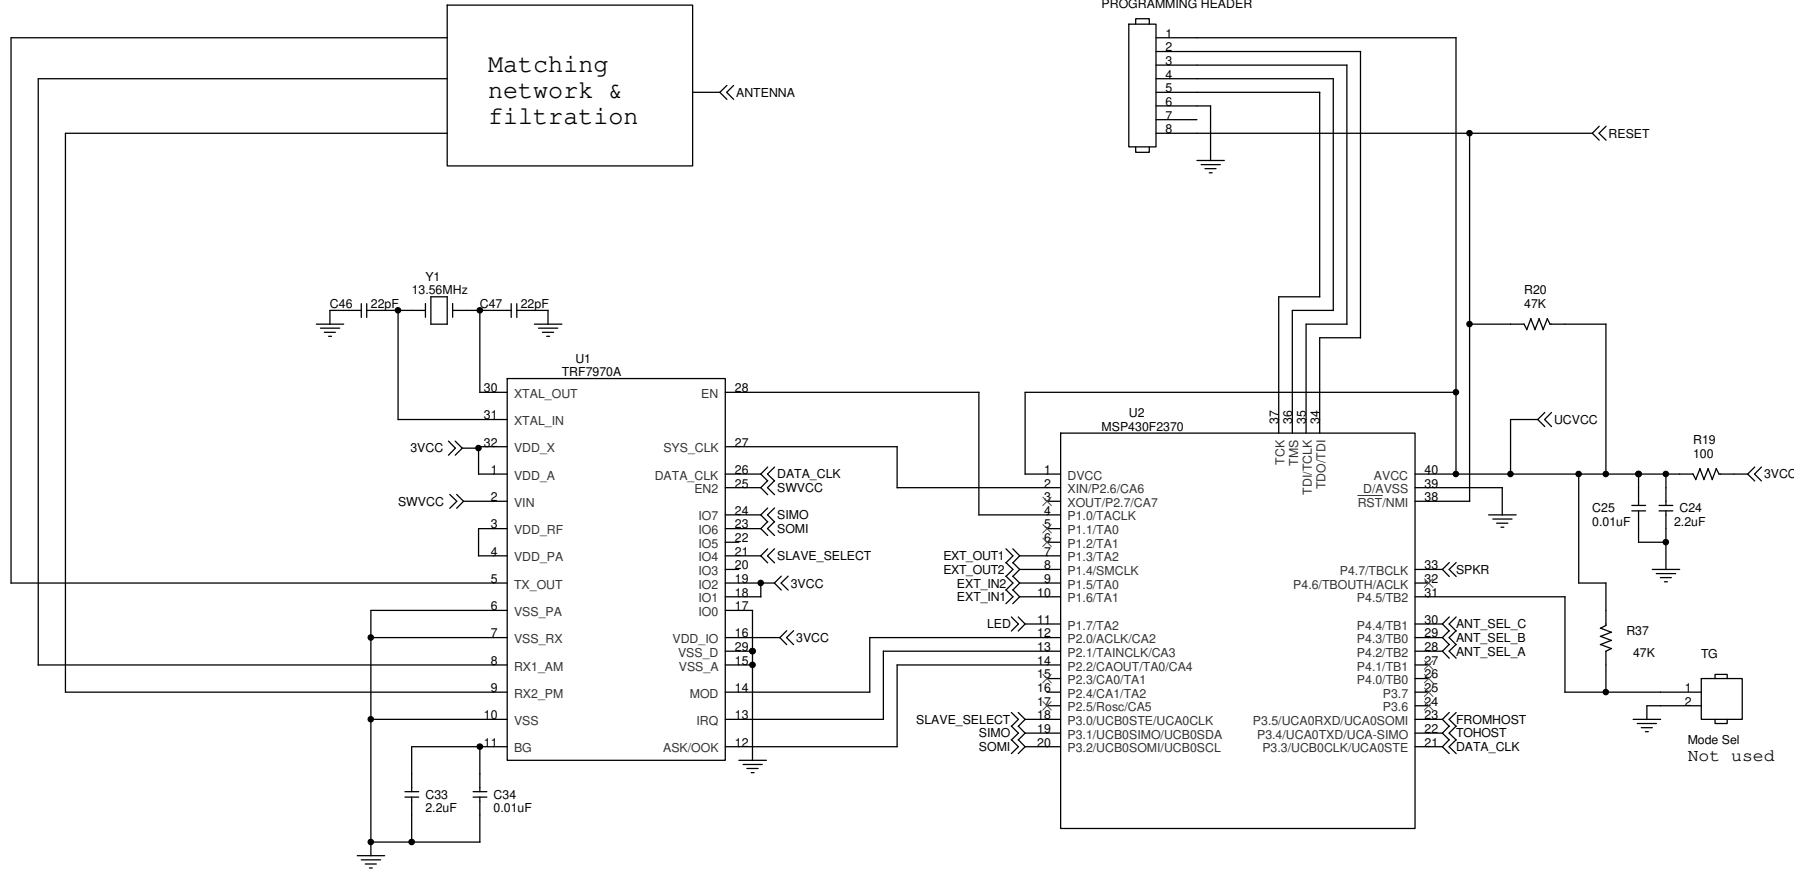 PROGRAMMING HEADER
1
2
3
4
5
6
7
8
Matching
network &
filtration
ANTENNA
RESET
Y1
13.56MHz
C46
22pF
C47
22pF
R20
47K
U1
TRF7970A
30 XTAL_OUT
31 XTAL_IN
3VCC
32 VDD_X
1 VDD_A
SWVCC
2 VIN
3 VDD_RF
4 VDD_PA
5 TX_OUT
6 VSS_PA
7 VSS_RX
8 RX1_AM
9 RX2_PM
10 VSS
11 BG
EN 28
SYS_CLK 27
DATA_CLK 26 DATA_CLK
EN2 25 SWVCC
IO7 24 SIMO
IO6 23 SOMI
IO5 22
IO4 21 SLAVE_SELECT
IO3 20
IO2 19 3VCC
IO1 18
IO0 17
VDD_IO 16 3VCC
VSS_D 29
VSS_A 15
MOD 14
IRQ 13
ASK/OOK 12
C33
2.2uF
C34
0.01uF
U2
MSP430F2370
37
36
35
34
TCK
TMS
TDI/TCLK
TDO/TDI
1 DVCC
2 XIN/P2.6/CA6
3 XOUT/P2.7/CA7
4 P1.0/TACLK
5 P1.1/TA0
6 P1.2/TA1
EXT_OUT1 7 P1.3/TA2
EXT_OUT2 8 P1.4/SMCLK
EXT_IN2 9 P1.5/TA0
EXT_IN1 10 P1.6/TA1
LED 11 P1.7/TA2
12 P2.0/ACLK/CA2
13 P2.1/TAINCLK/CA3
14 P2.2/CAOUT/TA0/CA4
15 P2.3/CA0/TA1
16 P2.4/CA1/TA2
17 P2.5/Rosc/CA5
SLAVE_SELECT 18 P3.0/UCB0STE/UCA0CLK
SIMO 19 P3.1/UCB0SIMO/UCB0SDA
SOMI 20 P3.2/UCB0SOMI/UCB0SCL
AVCC 40
D/AVSS 39
RST/NMI 38
P4.7/TBCLK 33 SPKR
P4.6/TBOUTH/ACLK 32
P4.5/TB2 31
P4.4/TB1 30 ANT_SEL_C
P4.3/TB0 29 ANT_SEL_B
P4.2/TB2 28 ANT_SEL_A
P4.1/TB1 27
P4.0/TB0 26
P3.7 25
P3.6 24
P3.5/UCA0RXD/UCA0SOMI 23 FROMHOST
P3.4/UCA0TXD/UCA-SIMO 22 TOHOST
P3.3/UCB0CLK/UCA0STE 21 DATA_CLK
UCVCC
R19
100
3VCC
C25
0.01uF
C24
2.2uF
R37
47K
TG
1
2
Mode Sel
Not used